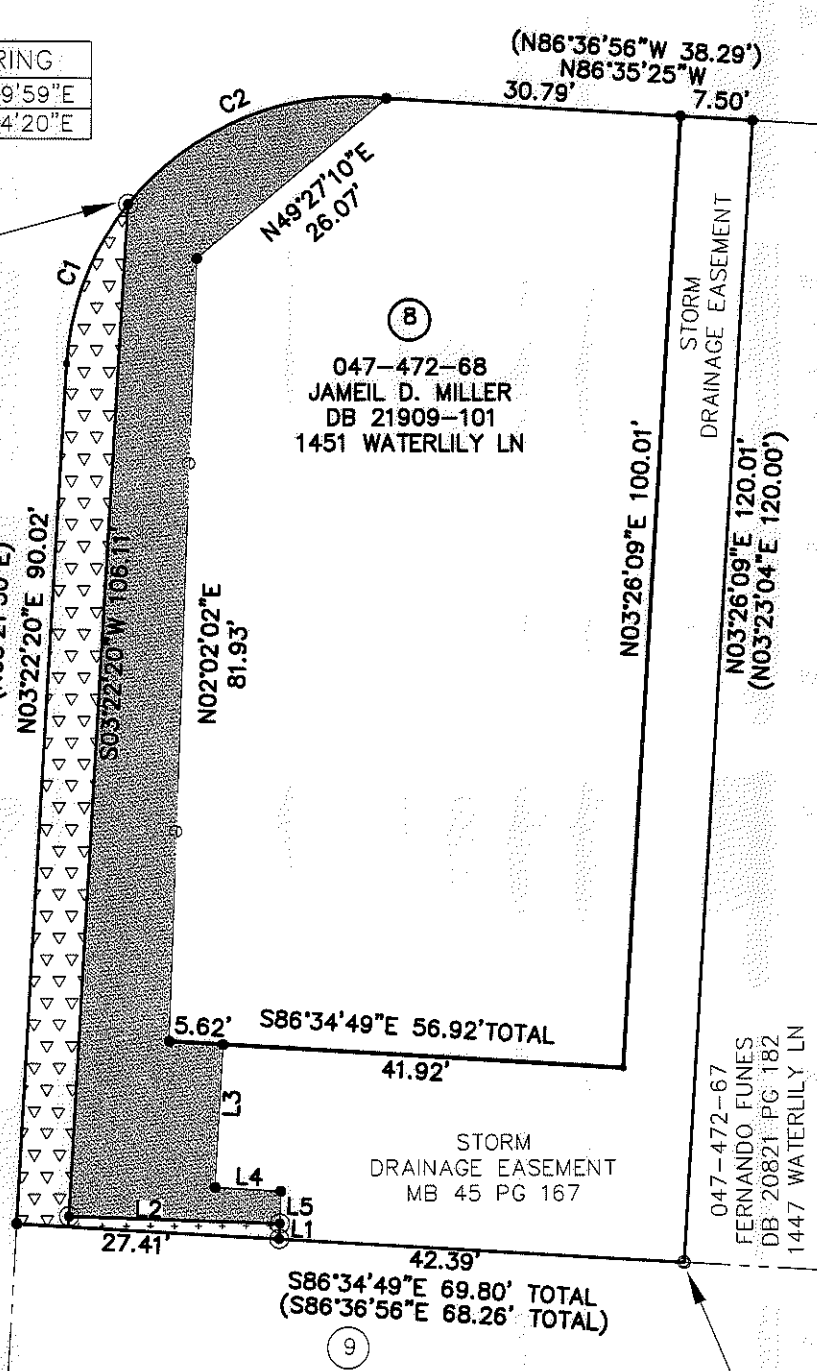 (N86°36'56"W 38.29')
N86°35'25"W
30.79'
7.50'
RING
9'59"E
4'20"E
C2
C1
N49°27'10"E
26.07'
STORM
DRAINAGE EASEMENT
8
047-472-68
JAMEIL D. MILLER
DB 21909-101
1451 WATERLILY LN
N03°26'09"E 100.01'
N03°26'09"E 120.01'
(N03°23'04"E 120.00')
N03°22'20"E 90.02'
S03°22'20"W 106.11'
N02°02'02"E
81.93'
5.62'
S86°34'49"E 56.92' TOTAL
41.92'
L3
STORM
DRAINAGE EASEMENT
MB 45 PG 167
L4
L5
L2
L1
27.41'
42.39'
S86°34'49"E 69.80' TOTAL
(S86°36'56"E 68.26' TOTAL)
9
047-472-67
FERNANDO FUNES
DB 20821 PG 182
1447 WATERLILY LN